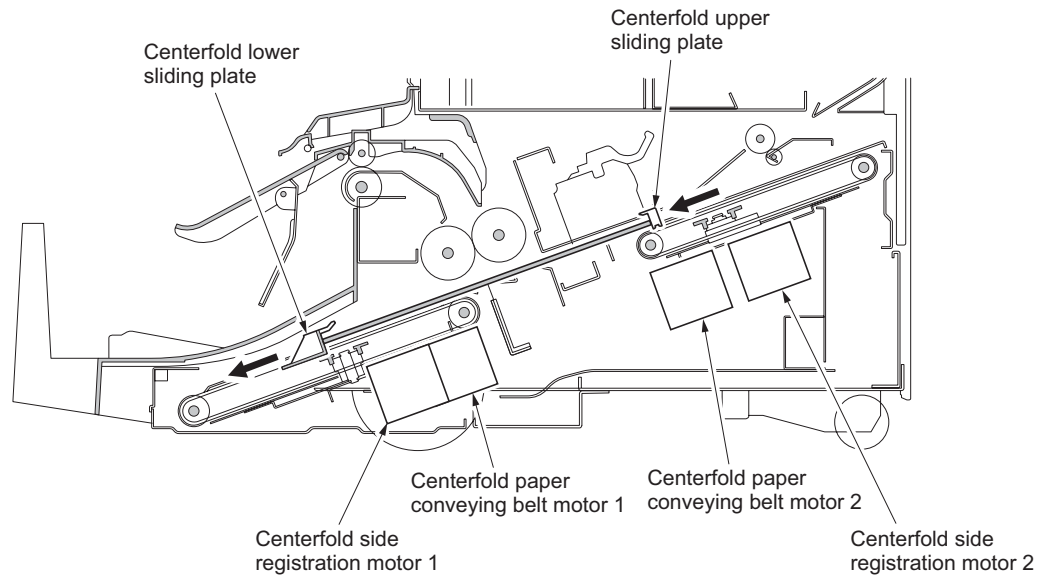 Centerfold upper
sliding plate
Centerfold lower
sliding plate
Centerfold paper
conveying belt motor 1
Centerfold paper
conveying belt motor 2
Centerfold side
registration motor 1
Centerfold side
registration motor 2